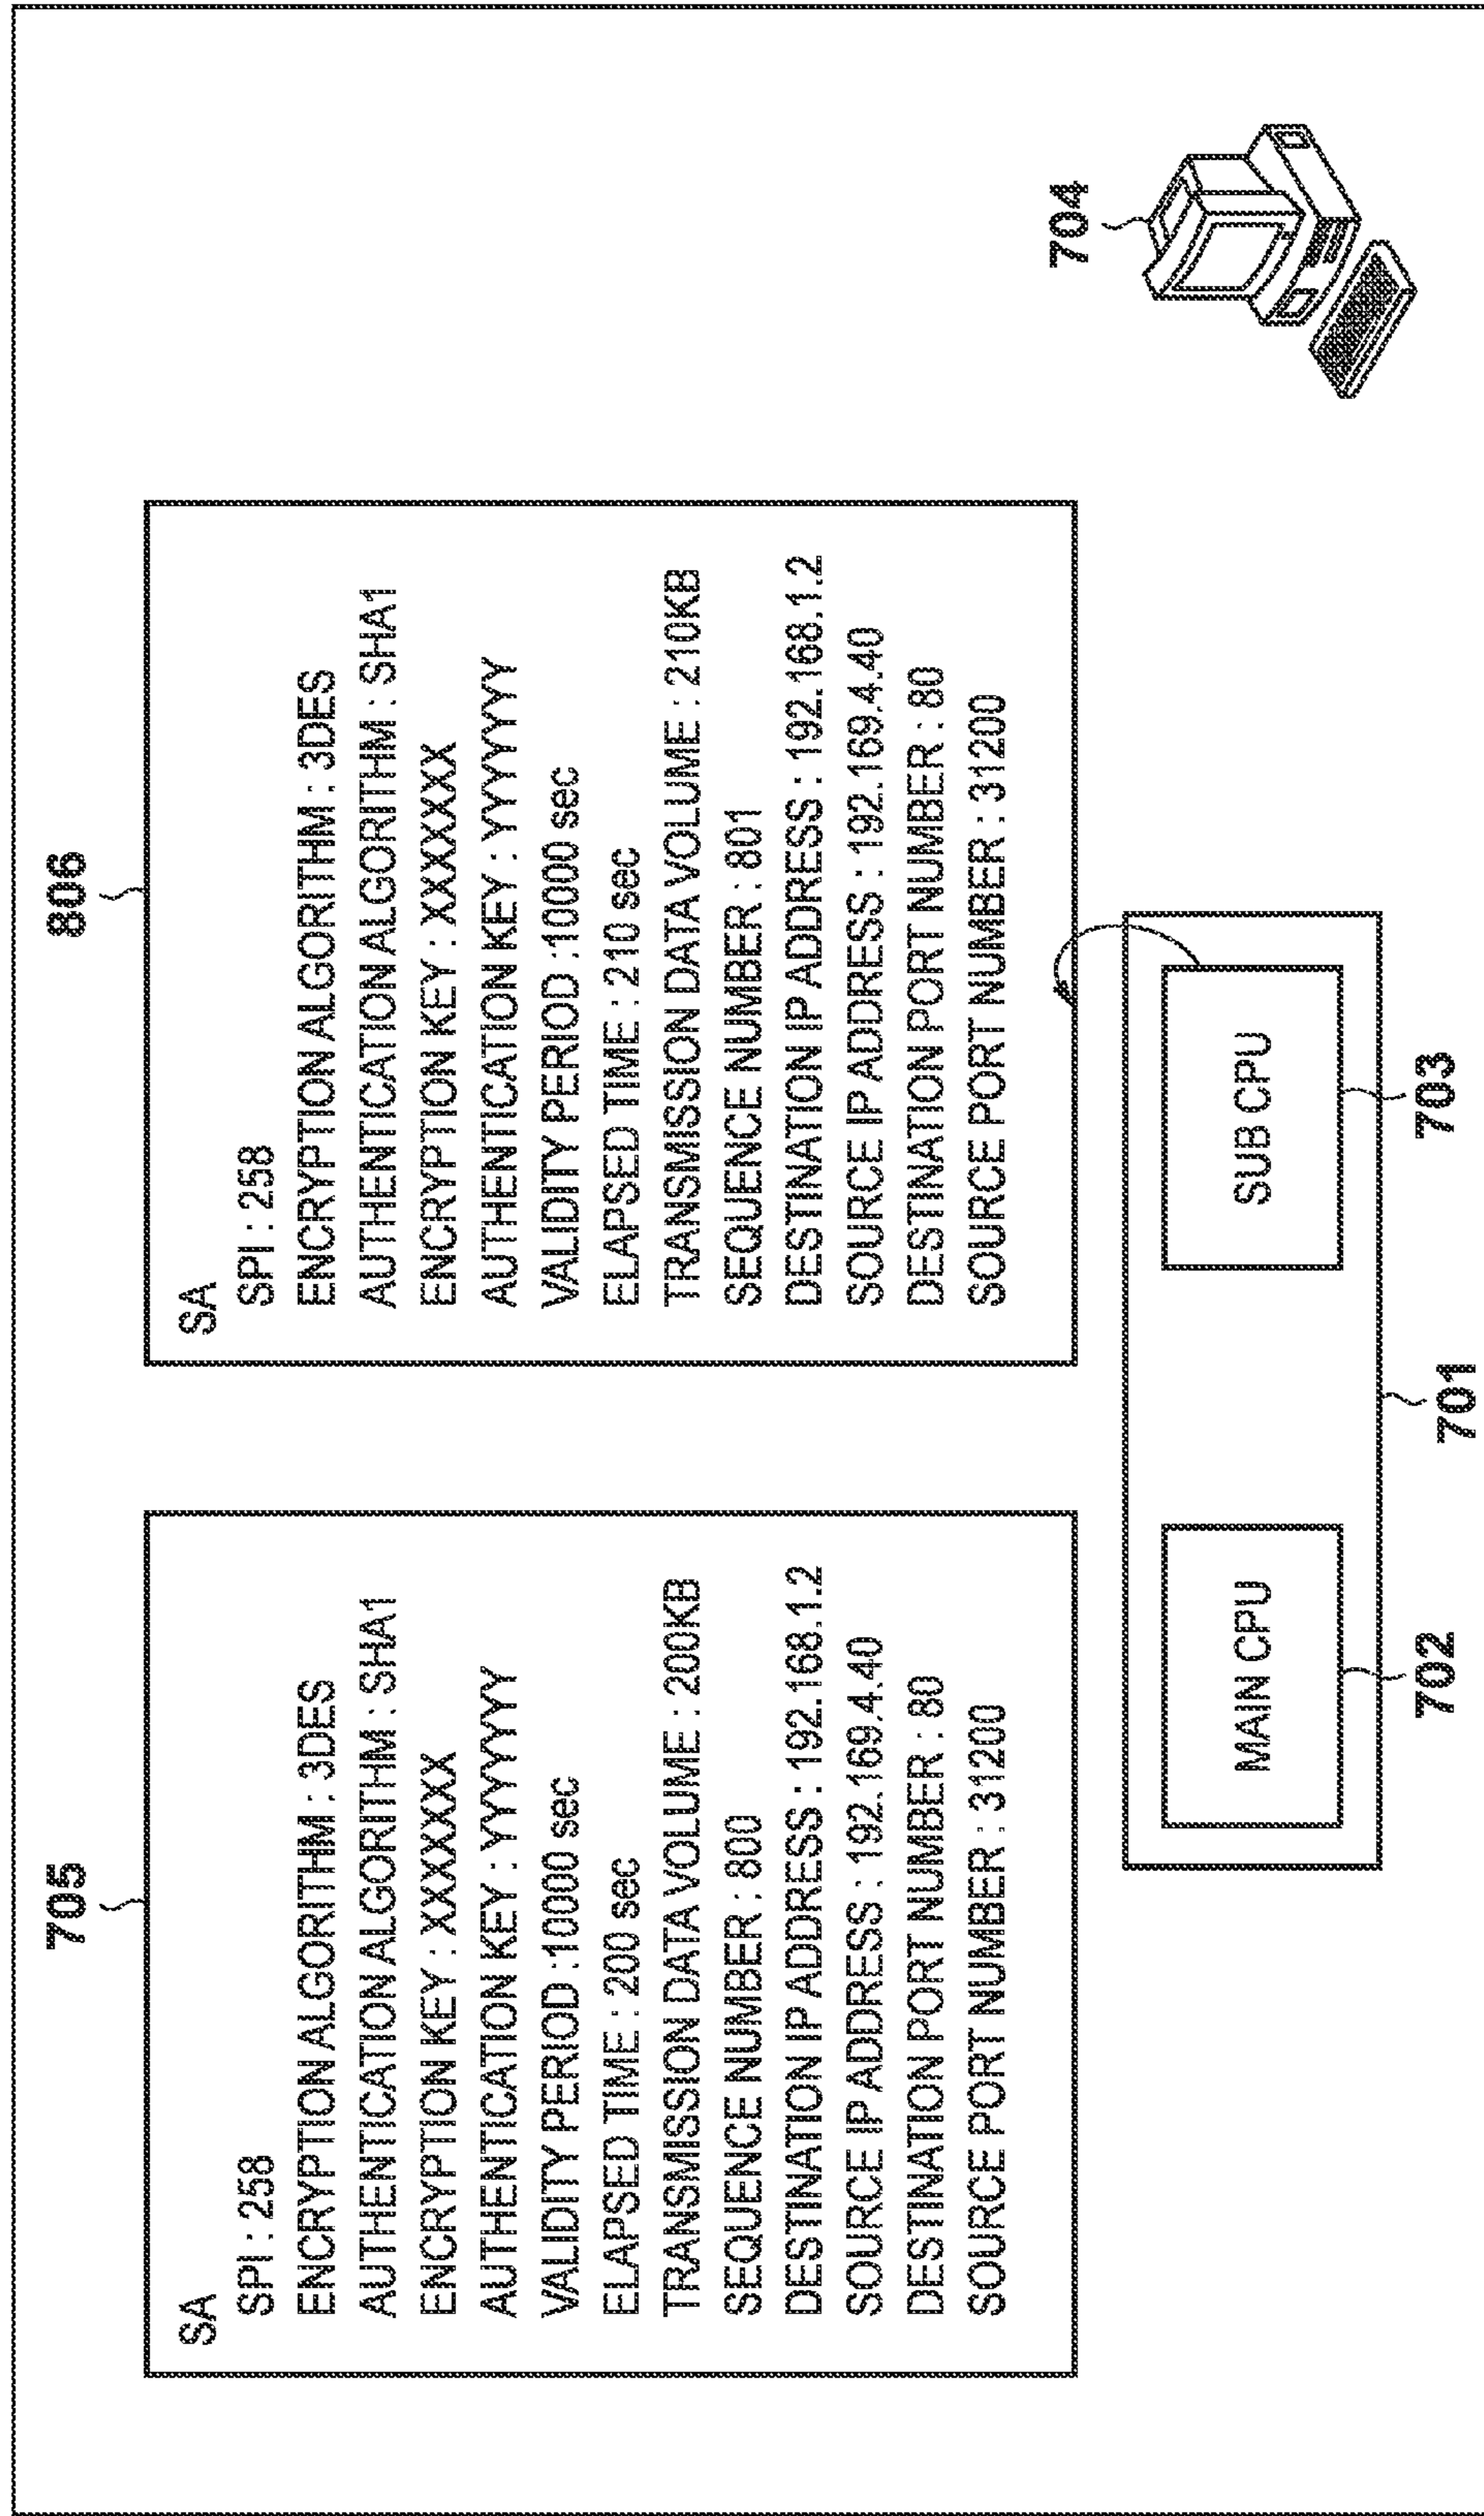 705
SA
SPI : 258
ENCRYPTION ALGORITHM : 3DES
AUTHENTICATION ALGORITHM : SHA1
ENCRYPTION KEY : XXXXXXX
AUTHENTICATION KEY : YYYYYYY
VALIDITY PERIOD :10000 sec
ELAPSED TIME : 200 sec
TRANSMISSION DATA VOLUME : 200KB
SEQUENCE NUMBER : 800
DESTINATION IP ADDRESS : 192.168.1.2
SOURCE IP ADDRESS : 192.169.4.40
DESTINATION PORT NUMBER : 80
SOURCE PORT NUMBER : 31200
806
SA
SPI : 258
ENCRYPTION ALGORITHM : 3DES
AUTHENTICATION ALGORITHM : SHA1
ENCRYPTION KEY : XXXXXXX
AUTHENTICATION KEY : YYYYYYY
VALIDITY PERIOD :10000 sec
ELAPSED TIME : 210 sec
TRANSMISSION DATA VOLUME : 210KB
SEQUENCE NUMBER : 801
DESTINATION IP ADDRESS : 192.168.1.2
SOURCE IP ADDRESS : 192.169.4.40
DESTINATION PORT NUMBER : 80
SOURCE PORT NUMBER : 31200
704
MAIN CPU
SUB CPU
702
701
703